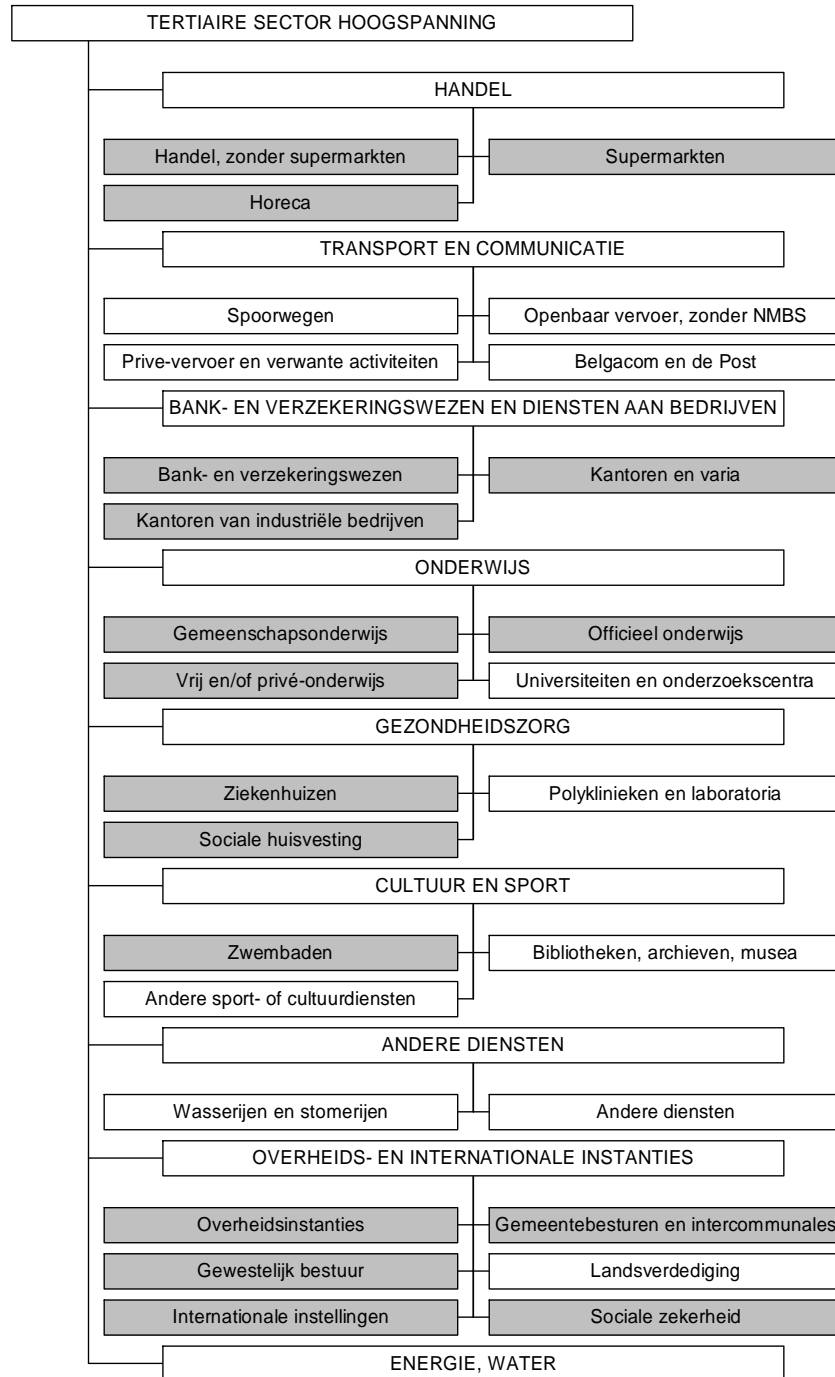 TERTIAIRE SECTOR HOOGSPANNING
HANDEL
Handel, zonder supermarkten
Supermarkten
Horeca
TRANSPORT EN COMMUNICATIE
Spoorwegen
Openbaar vervoer, zonder NMBS
Prive-vervoer en verwante activiteiten
Belgacom en de Post
BANK- EN VERZEKERINGSWEZEN EN DIENSTEN AAN BEDRIJVEN
Bank- en verzekeringswezen
Kantoren en varia
Kantoren van industriële bedrijven
ONDERWIJS
Gemeenschapsonderwijs
Officieel onderwijs
Vrij en/of privé-onderwijs
Universiteiten en onderzoekscentra
GEZONDHEIDSZORG
Ziekenhuizen
Polyklinieken en laboratoria
Sociale huisvesting
CULTUUR EN SPORT
Zwembaden
Bibliotheken, archieven, musea
Andere sport- of cultuurdiensten
ANDERE DIENSTEN
Wasserijen en stomerijen
Andere diensten
OVERHEIDS- EN INTERNATIONALE INSTANTIES
Overheidsinstanties
Gemeentebesturen en intercommunales
Gewestelijk bestuur
Landsverdediging
Internationale instellingen
Sociale zekerheid
ENERGIE, WATER